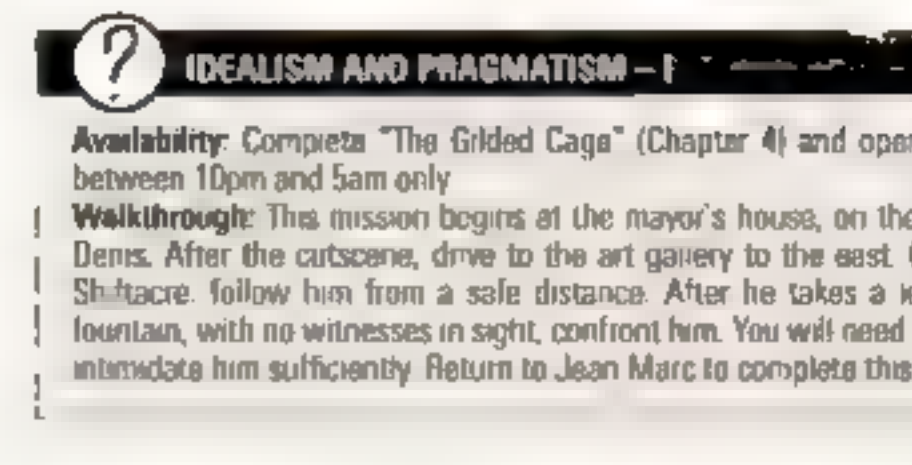 ?
IDEALISM AND PRAGMATISM –
Availability: Complete "The Gilded Cage" (Chapter 4) and
between 10pm and 5am only
Walkthrough: This mission begins at the mayor's house, on the
Denis. After the cutscene, drive to the art gallery to the east.
follow him from a safe distance. After he takes a
fountain, with no witnesses in sight, confront him. You will need
intimidate him sufficiently. Return to Jean Marc to complete this